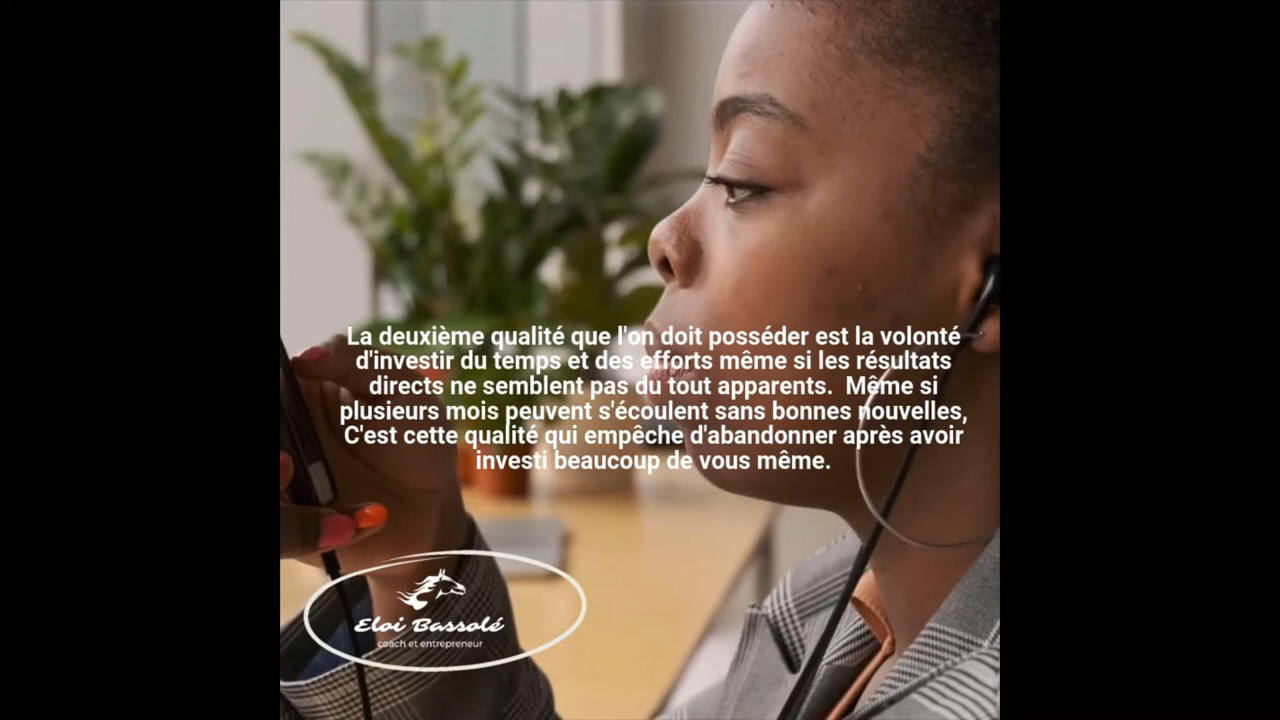 La deuxième qualité que l'on doit posséder est la volonté
d'investir du temps et des efforts même si les résultats
directs ne semblent pas du tout apparents.  Même si
plusieurs mois peuvent s'écoulent sans bonnes nouvelles,
C'est cette qualité qui empêche d'abandonner après avoir
investi beaucoup de vous même.
Eloi Bassolé
coach et entrepreneur